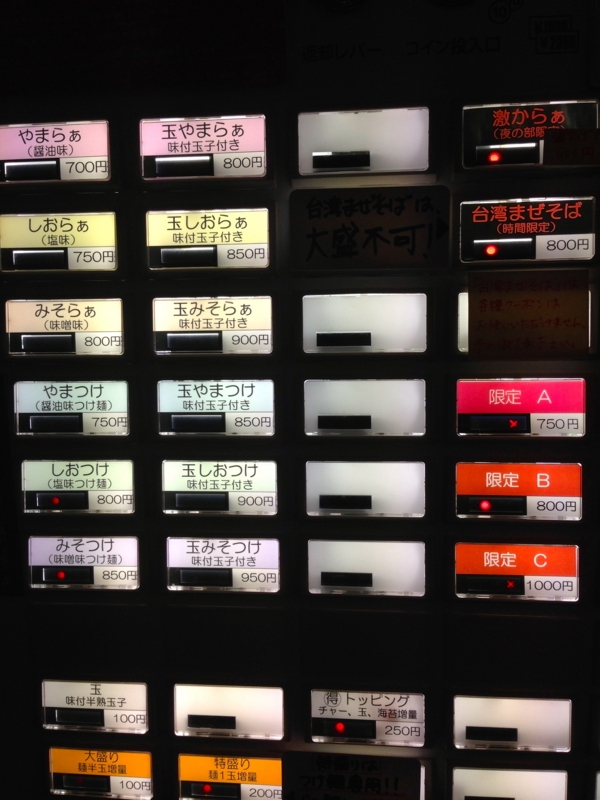 コイン投入口
やまらぁ
(醤油味)
700円
玉やまらぁ
味付玉子付き
800円
激からぁ
(夜の部限定)
しおらぁ
(塩味)
750円
玉しおらぁ
味付玉子付き
850円
台湾まぜそばは、
大盛不可!
台湾まぜそば
(時間限定)
800円
みそらぁ
(味噌味)
800円
玉みそらぁ
味付玉子付き
900円
やまつけ
(醤油味つけ麺)
750円
玉やまつけ
味付玉子付き
850円
限定 A
750円
しおつけ
(塩味つけ麺)
800円
玉しおつけ
味付玉子付き
900円
限定 B
800円
みそつけ
(味噌味つけ麺)
850円
玉みそつけ
味付玉子付き
950円
限定 C
1000円
玉
味付半熟玉子
100円
得 トッピング
チャー、玉、海苔増量
250円
大盛り
麺半玉増量
100円
特盛り
麺1玉増量
200円